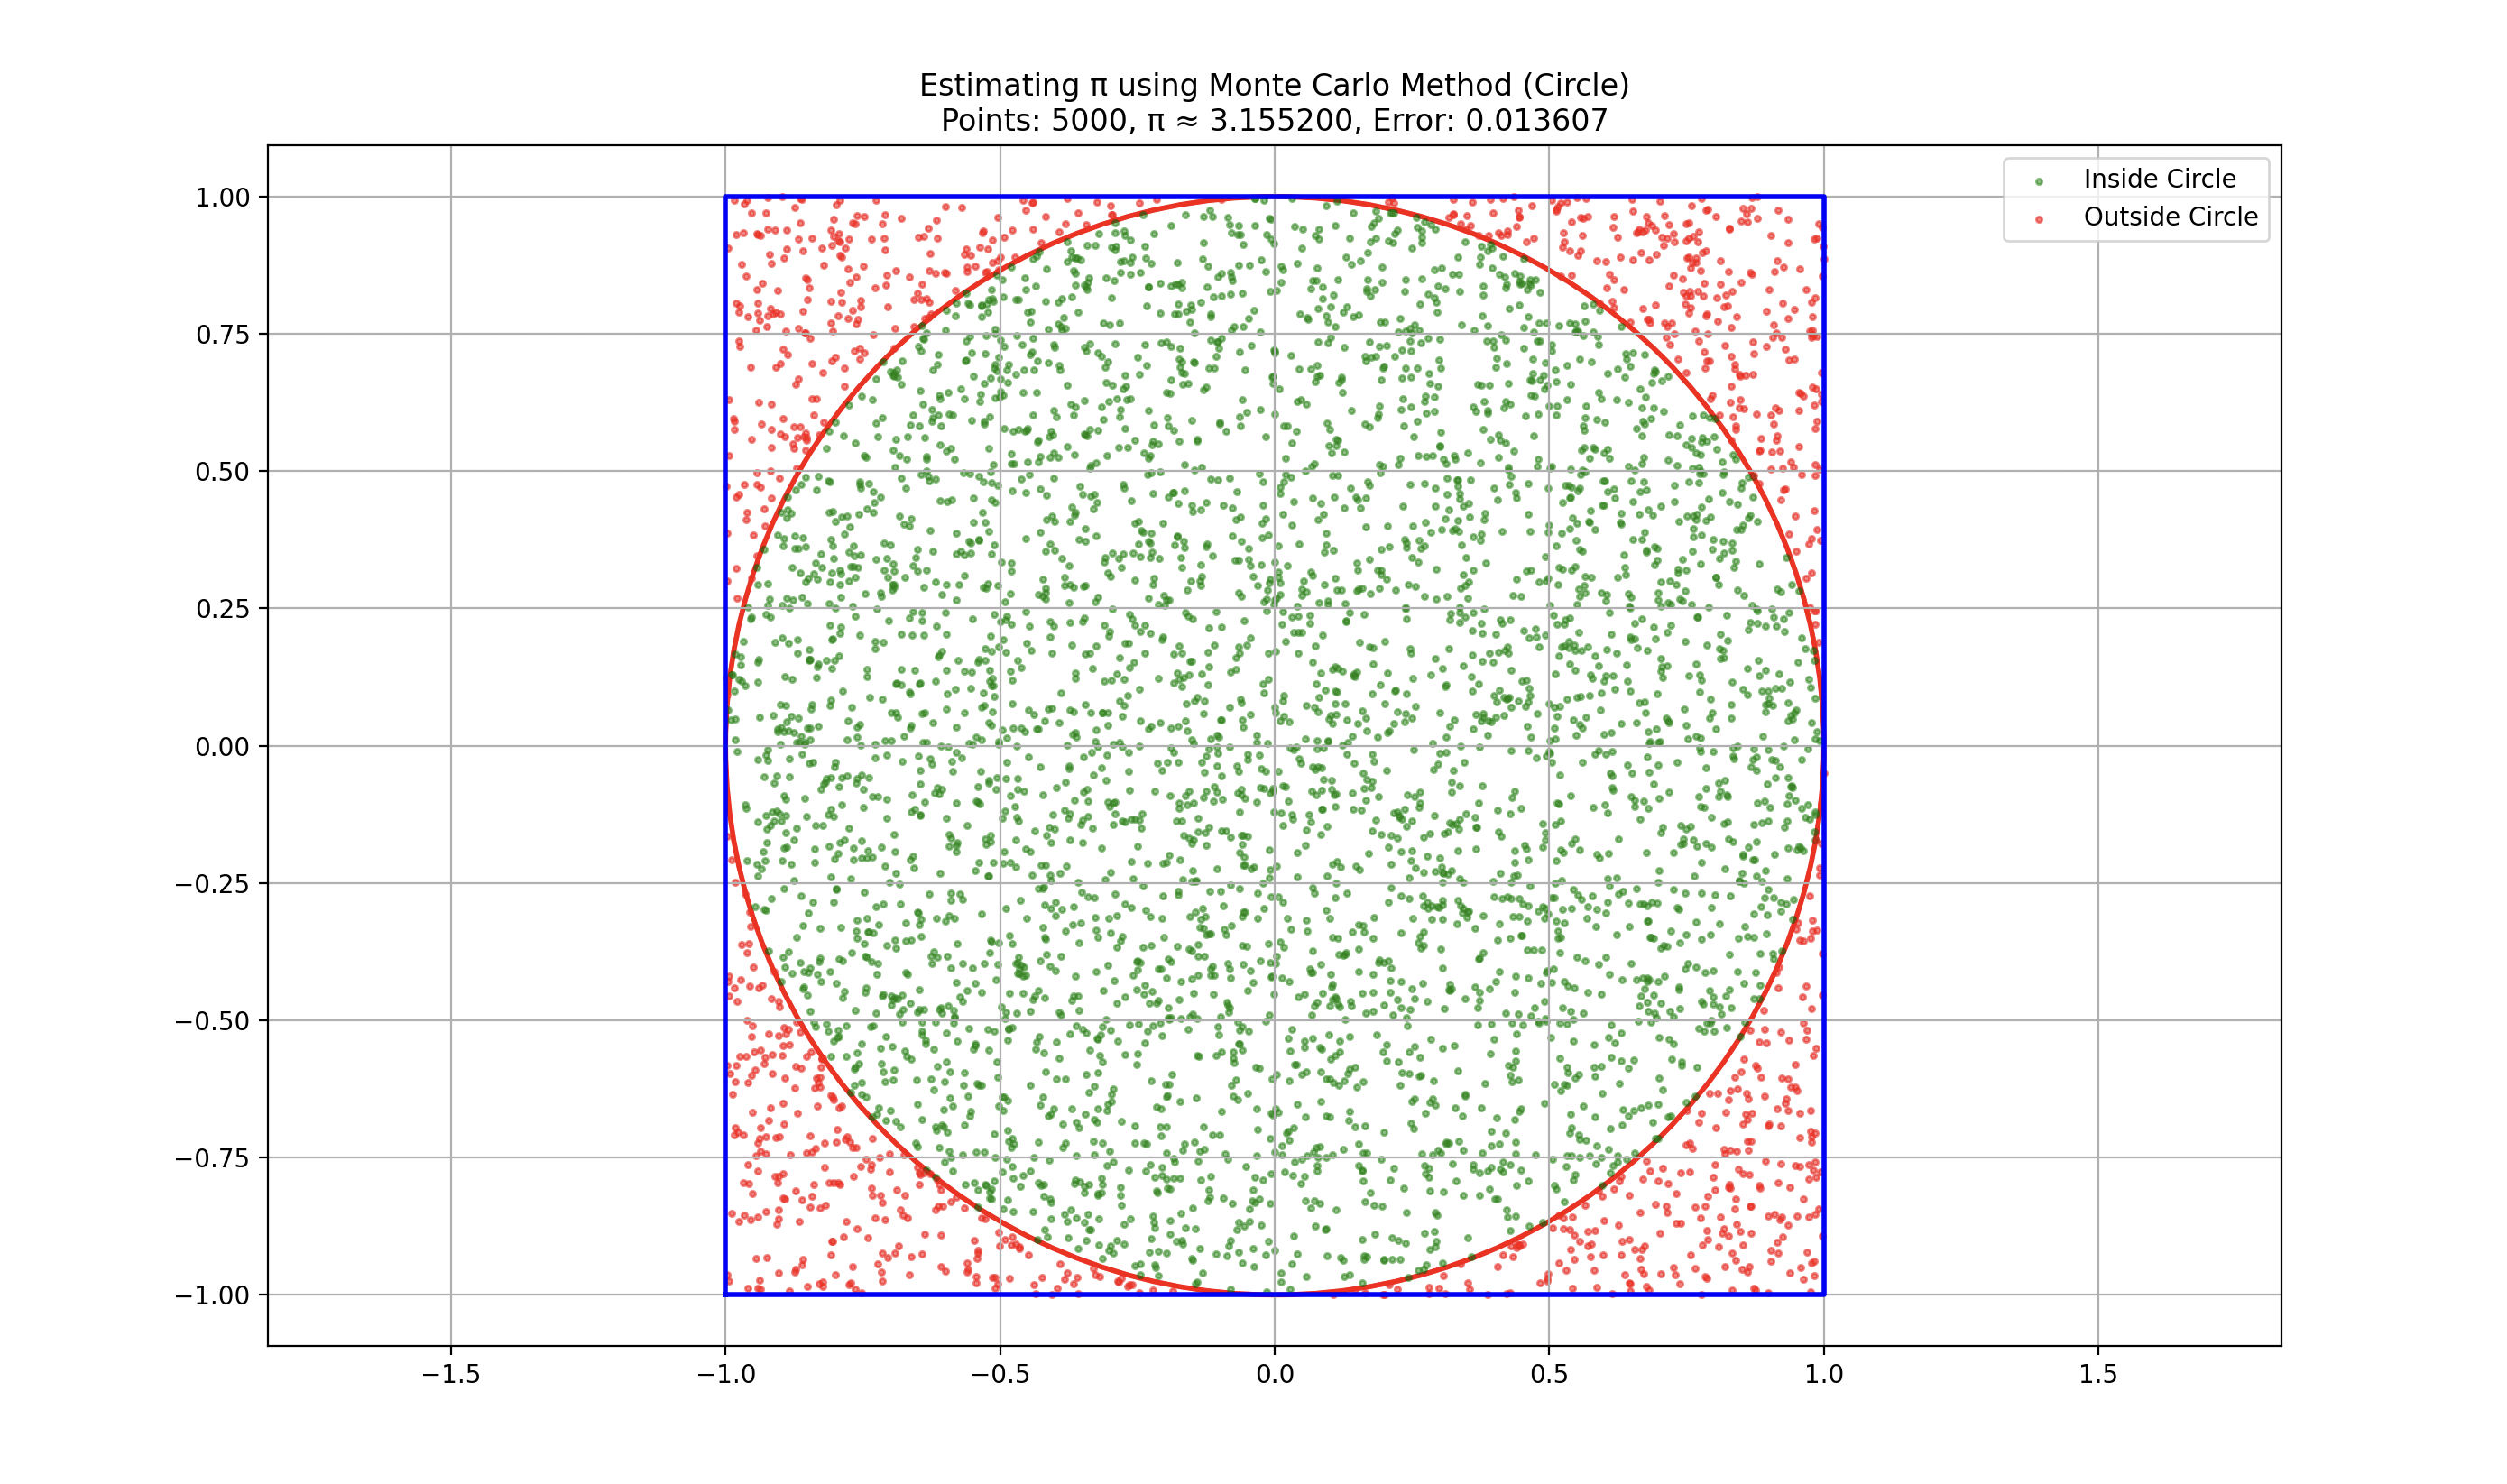 Estimating π using Monte Carlo Method (Circle)
Points: 5000, π ≈ 3.155200, Error: 0.013607
Inside Circle
Outside Circle
1.00
0.75
0.50
0.25
0.00
−0.25
−0.50
−0.75
−1.00
−1.5 −1.0 −0.5 0.0 0.5 1.0 1.5